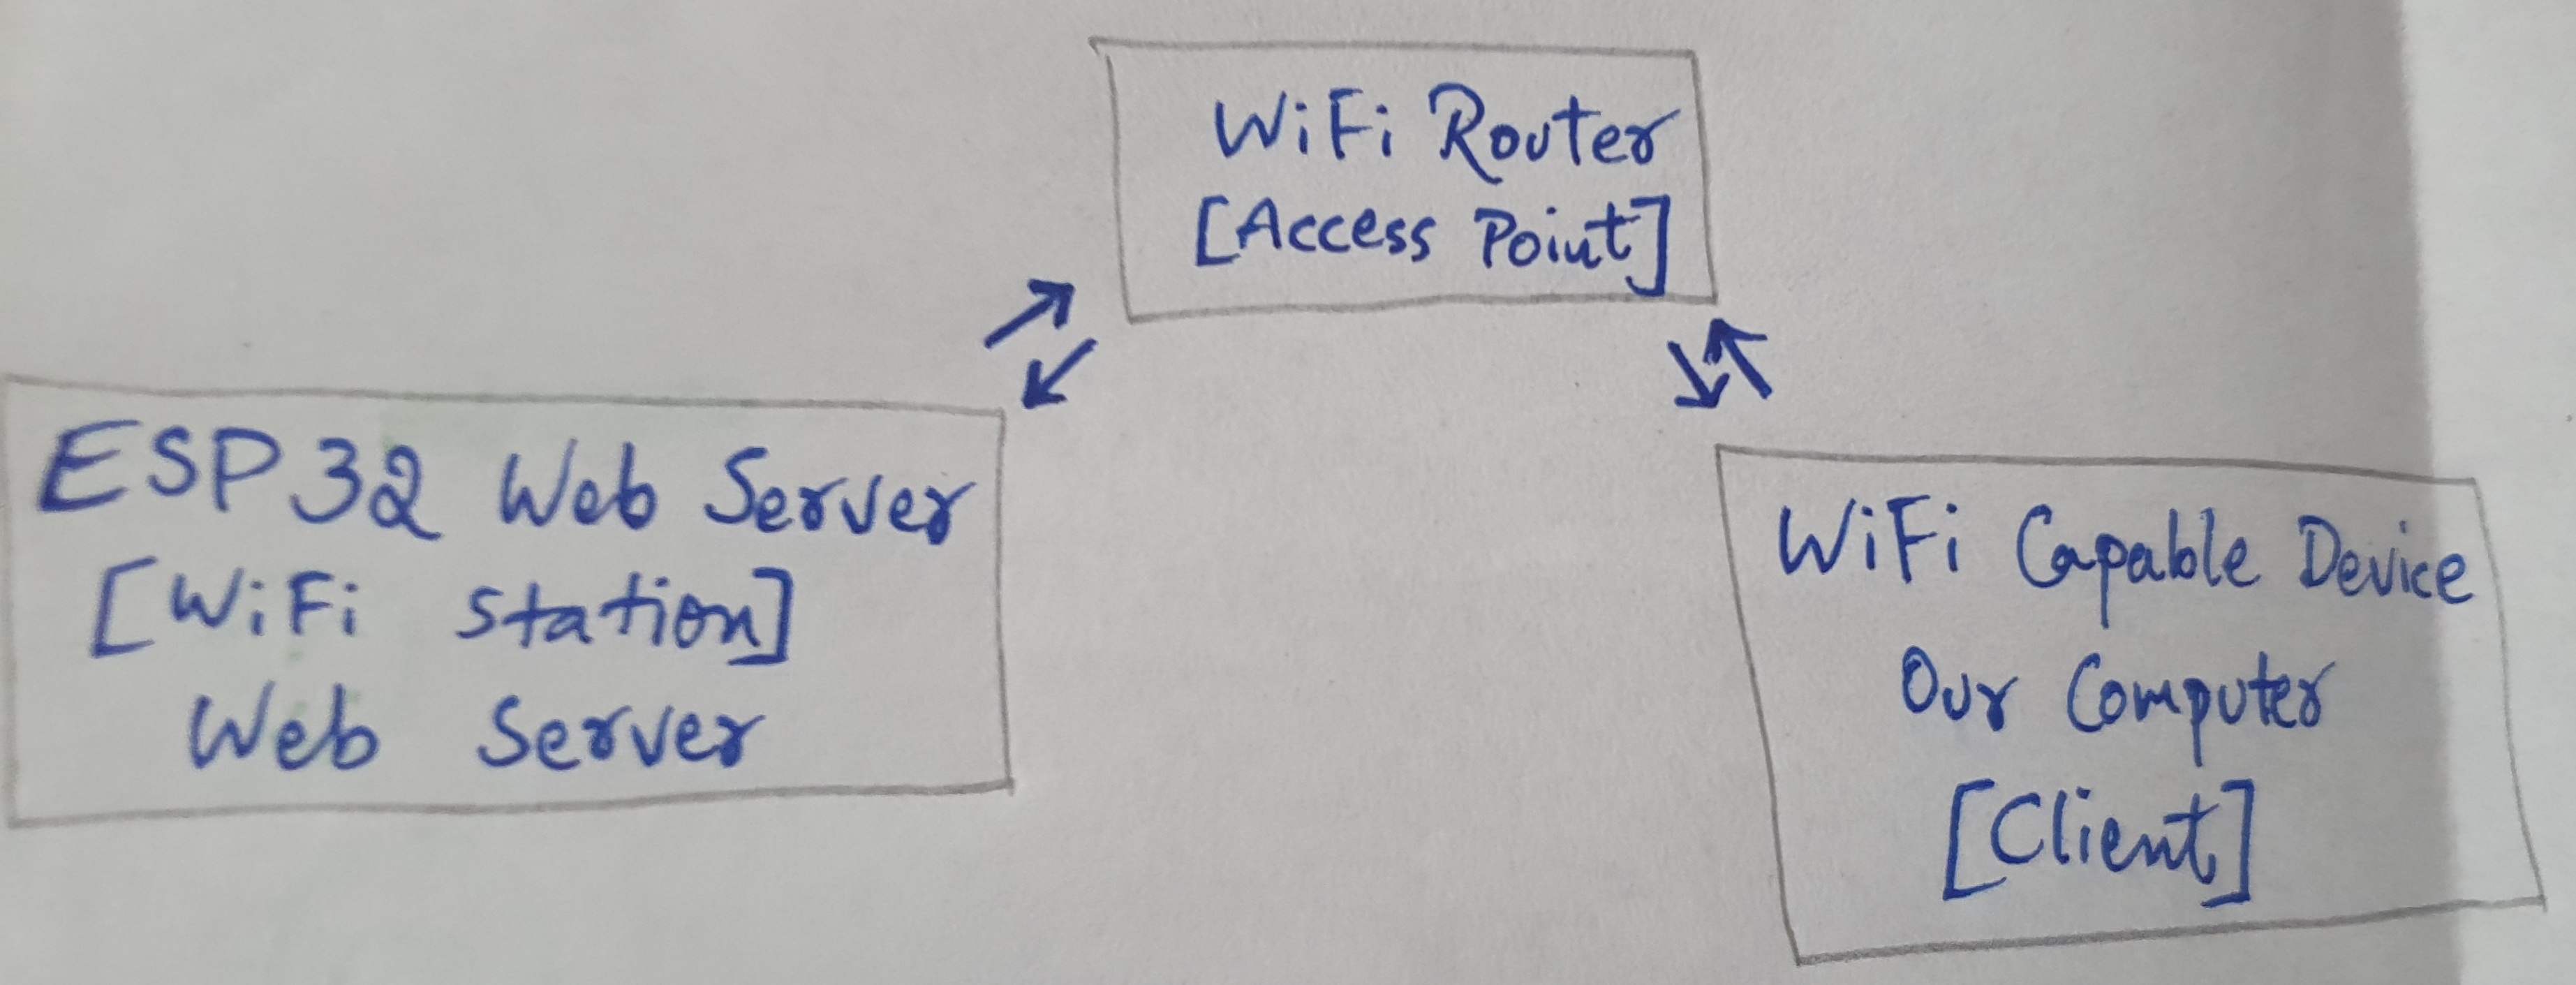 WiFi Router
[Access Point]
ESP32 Web Server
[WiFi Station]
Web Server
WiFi Capable Device
Our Computer
[Client]